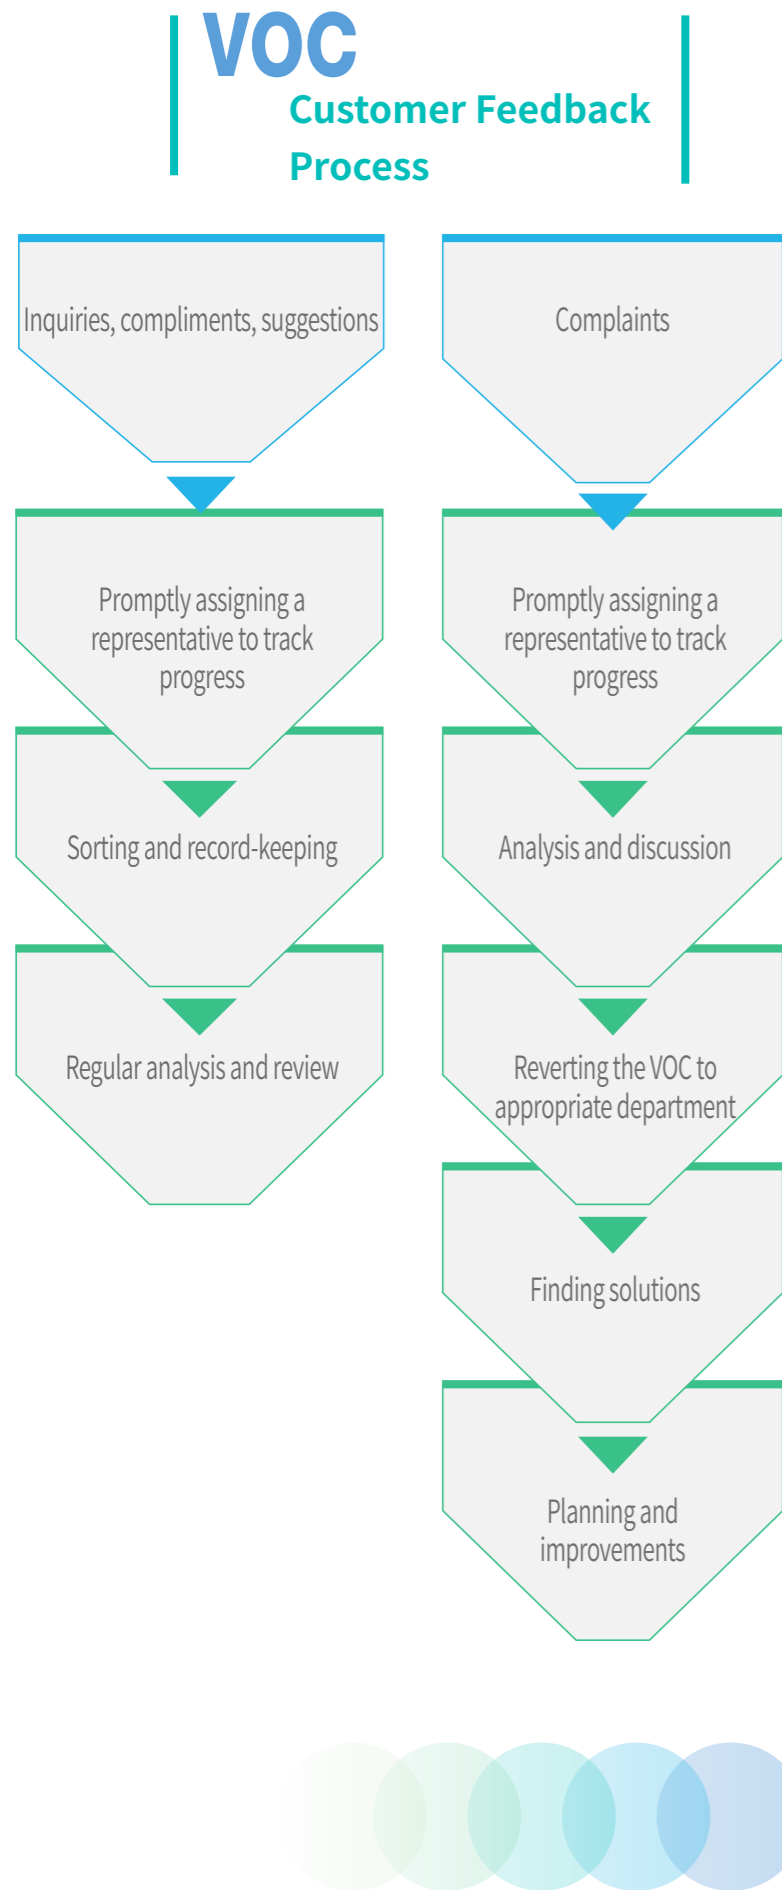 VOC
Customer Feedback
Process
Inquiries, compliments, suggestions
Promptly assigning a
representative to track
progress
Sorting and record-keeping
Regular analysis and review
Complaints
Promptly assigning a
representative to track
progress
Analysis and discussion
Reverting the VOC to
appropriate department
Finding solutions
Planning and
improvements